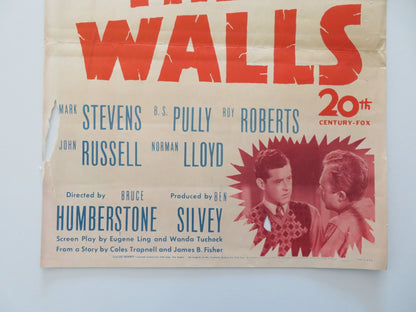 WALLS
MARK STEVENS B.S. PULLY ROY ROBERTS
JOHN RUSSELL NORMAN LLOYD
20th
CENTURY-FOX
Directed by BRUCE HUMBERSTONE
Produced by BEN SILVEY
Screen Play by Eugene Ling and Wanda Tuchock
From a Story by Coles Trapnell and James B. Fisher